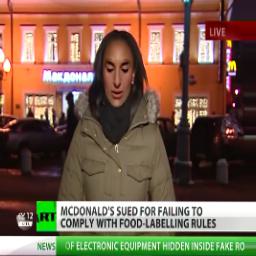 LIVE
Макдоналдс
12
RT
MCDONALD'S SUED FOR FAILING TO
COMPLY WITH FOOD-LABELLING RULES
NEWS OF ELECTRONIC EQUIPMENT HIDDEN INSIDE FAKE RO